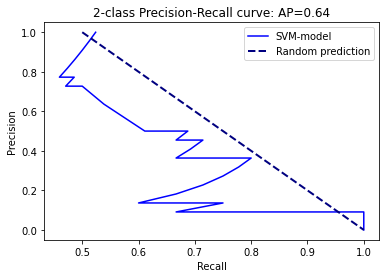 2-class Precision-Recall curve: AP=0.64
SVM-model
Random prediction
1.0
0.8
0.6
0.4
0.2
0.0
Precision
0.5
0.6
0.7
0.8
0.9
1.0
Recall